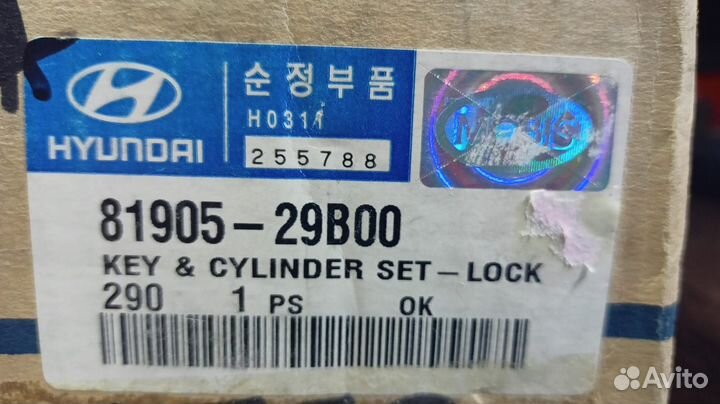 순정부품
HYUNDAI
H0311
255788
81905-29B00
KEY & CYLINDER SET-LOCK
290 1 PS OK
Avito